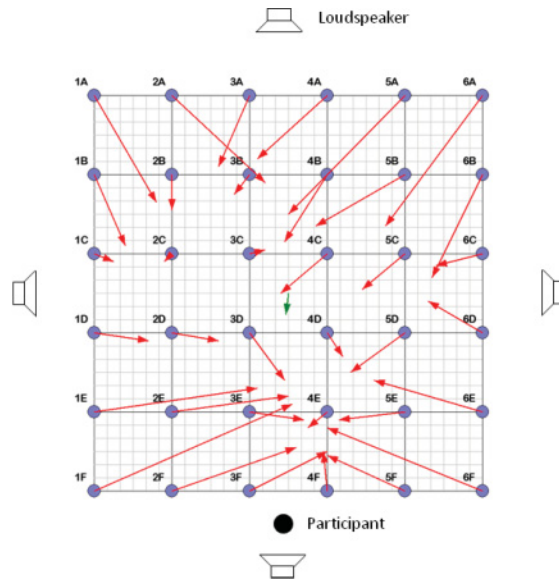 Loudspeaker
1A 2A 3A 4A 5A 6A
1B 2B 3B 4B 5B 6B
1C 2C 3C 4C 5C 6C
1D 2D 3D 4D 5D 6D
1E 2E 3E 4E 5E 6E
1F 2F 3F 4F 5F 6F
Participant